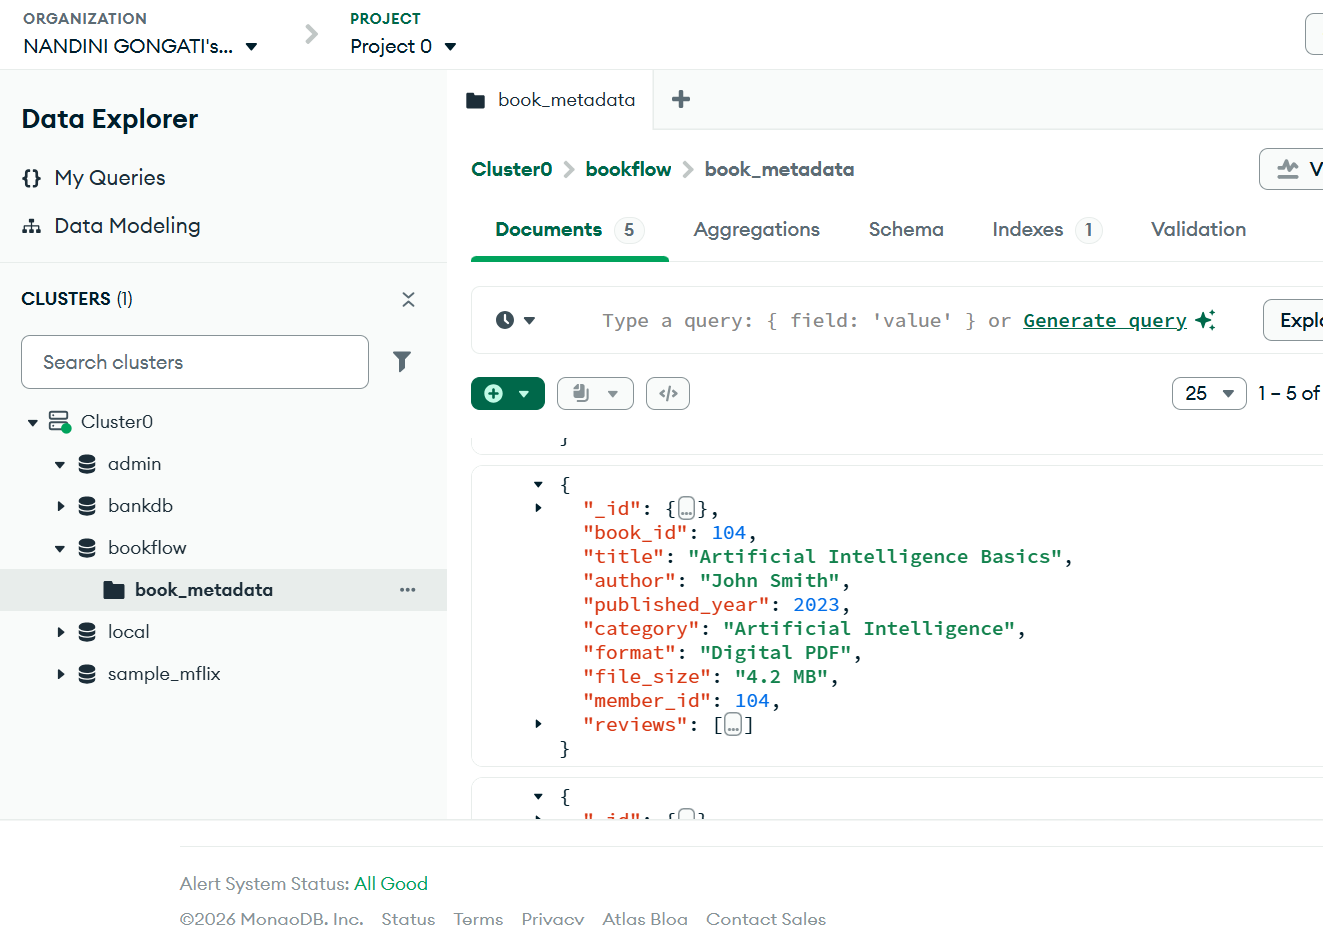 ORGANIZATION
NANDINI GONGATI's...
PROJECT
Project 0
Data Explorer
My Queries
Data Modeling
CLUSTERS (1)
Search clusters
Cluster0
admin
bankdb
bookflow
book_metadata
local
sample_mflix
book_metadata
Cluster0 > bookflow > book_metadata
V
Documents 5 Aggregations Schema Indexes 1 Validation
Type a query: { field: 'value' } or Generate query
Explo
25 1 – 5 of
}
{
"_id": {...},
"book_id": 104,
"title": "Artificial Intelligence Basics",
"author": "John Smith",
"published_year": 2023,
"category": "Artificial Intelligence",
"format": "Digital PDF",
"file_size": "4.2 MB",
"member_id": 104,
"reviews": [...]
}
{
"_id": {...}
Alert System Status: All Good
©2026 MongoDB, Inc. Status Terms Privacy Atlas Blog Contact Sales